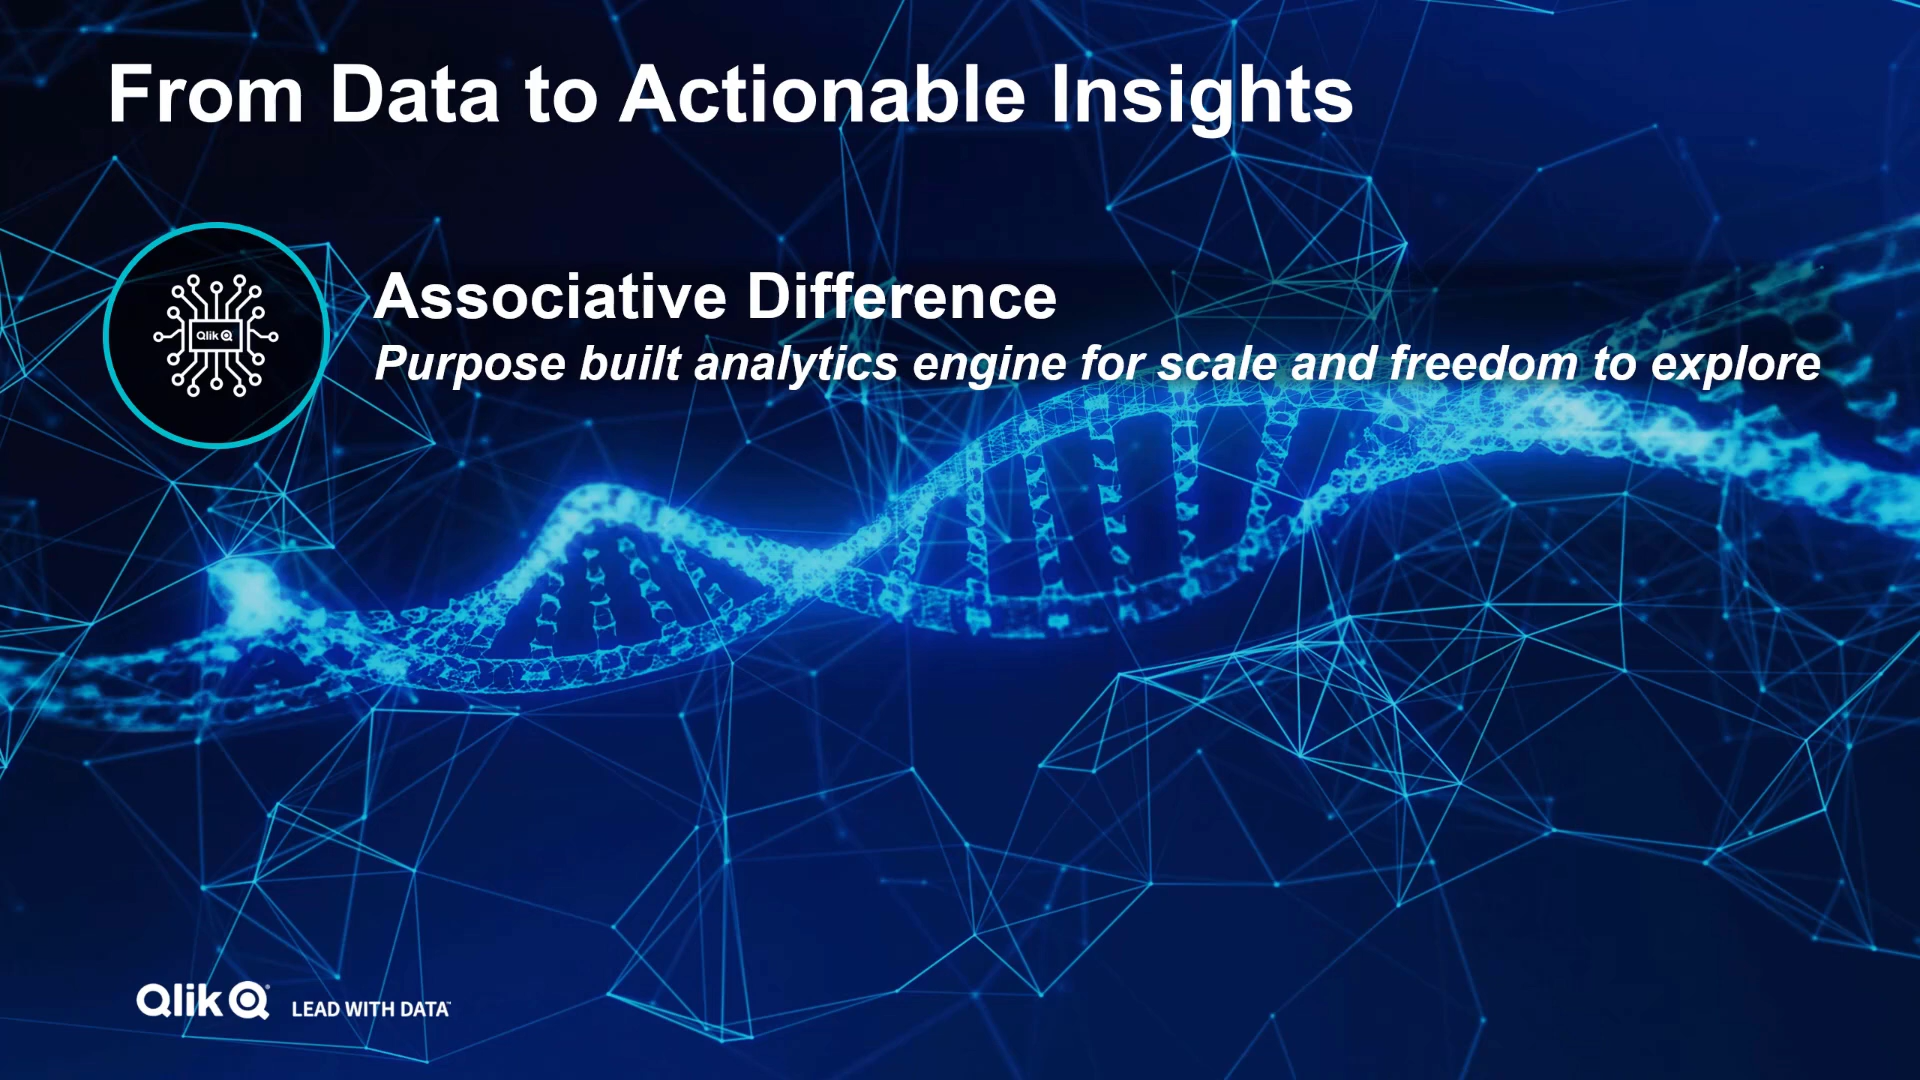 From Data to Actionable Insights
Qlik
Associative Difference
Purpose built analytics engine for scale and freedom to explore
Qlik LEAD WITH DATA™